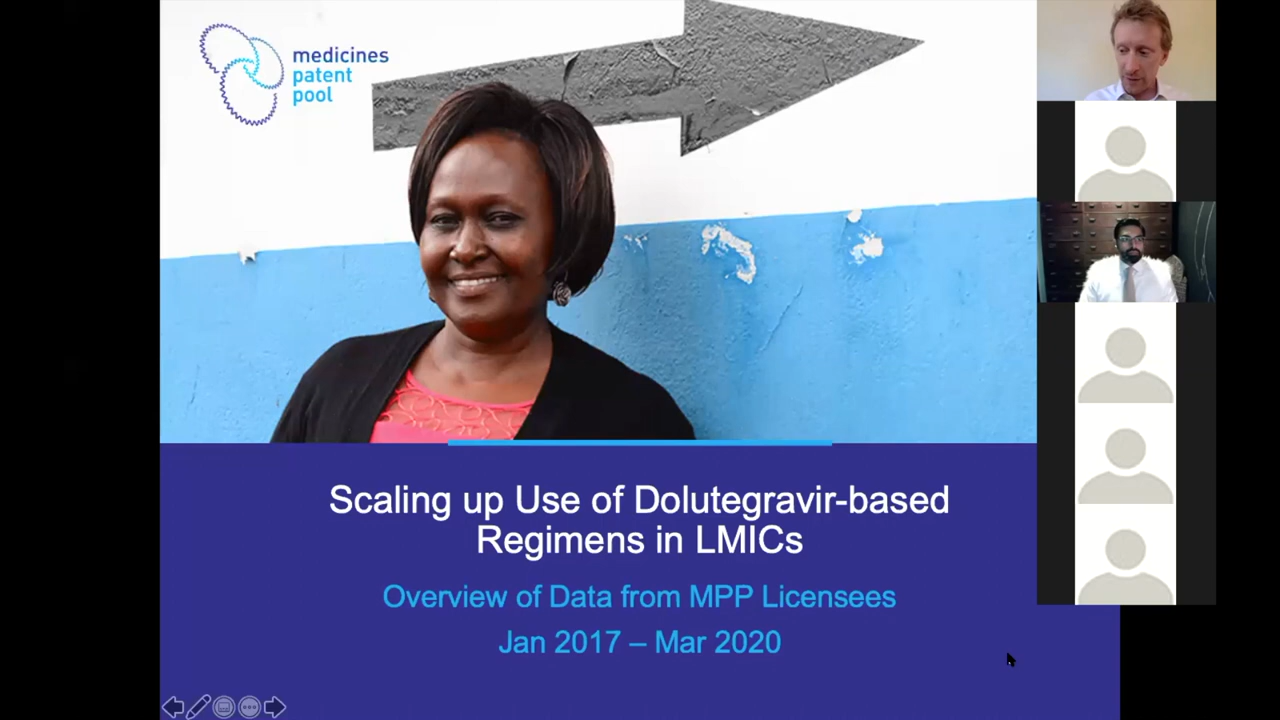 medicines
patent
pool
Scaling up Use of Dolutegravir-based
Regimens in LMICs
Overview of Data from MPP Licensees
Jan 2017 – Mar 2020